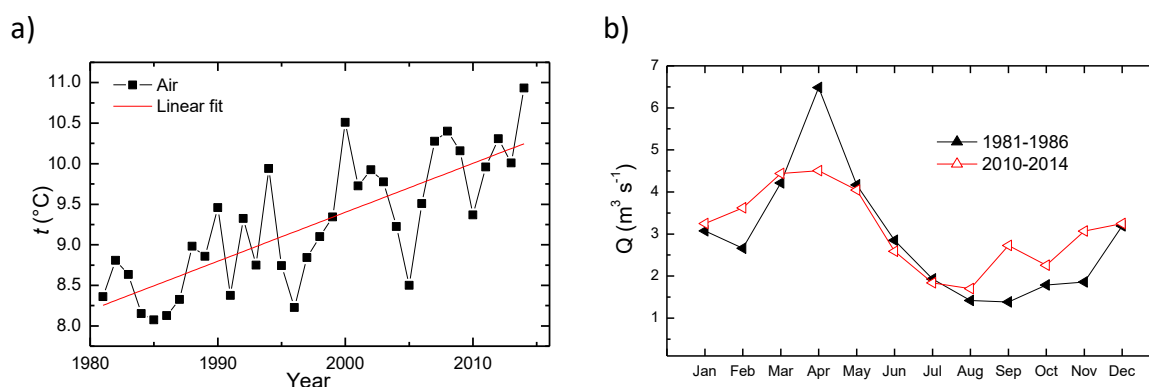 a)
t (°C)
11.0
10.5
10.0
9.5
9.0
8.5
8.0
Air
Linear fit
1980 1990 2000 2010
Year
b)
Q (m³ s⁻¹)
7
6
5
4
3
2
1
1981-1986
2010-2014
Jan Feb Mar Apr May Jun Jul Aug Sep Oct Nov Dec